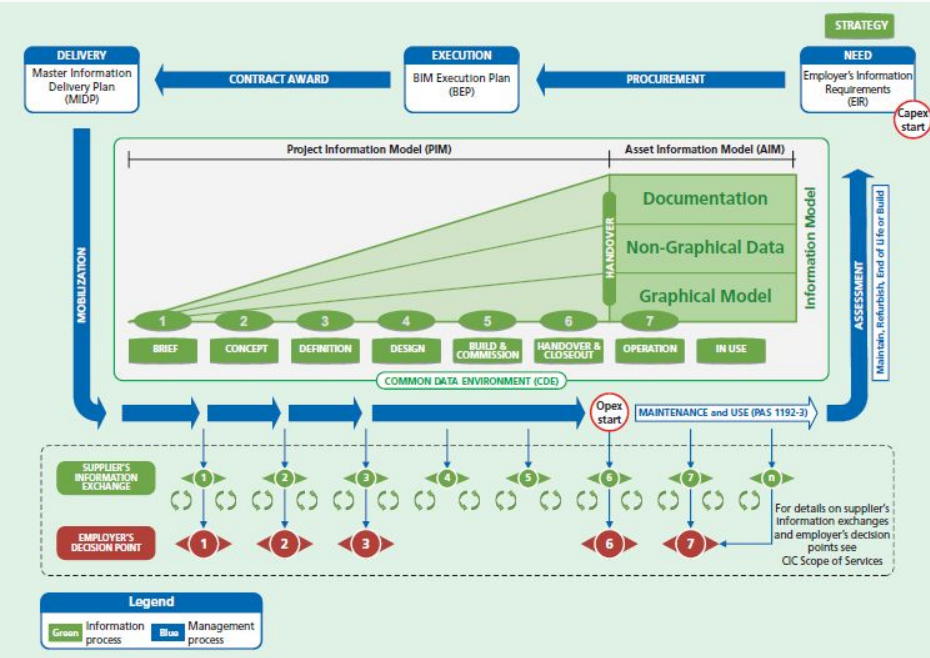 STRATEGY
DELIVERY
Master Information
Delivery Plan
(MIDP)
CONTRACT AWARD
EXECUTION
BIM Execution Plan
(BEP)
PROCUREMENT
NEED
Employer's Information
Requirements
(EIR)
Capex
start
Project Information Model (PIM)
Asset Information Model (AIM)
MOBILIZATION
Documentation
Non-Graphical Data
Graphical Model
HANDOVER
Information Model
ASSESSMENT
Maintain, Refurbish, End of Life or Build
1
2
3
4
5
6
7
BRIEF
CONCEPT
DEFINITION
DESIGN
BUILD &
COMMISSION
HANDOVER &
CLOSEOUT
OPERATION
IN USE
COMMON DATA ENVIRONMENT (CDE)
Opex
start
MAINTENANCE and USE (PAS 1192-3)
SUPPLIER'S
INFORMATION
EXCHANGE
1
2
3
4
5
6
7
n
EMPLOYER'S
DECISION POINT
1
2
3
6
7
For details on supplier's
information exchanges
and employer's decision
points see
CIC Scope of Services
Legend
Green
Information
process
Blue
Management
process